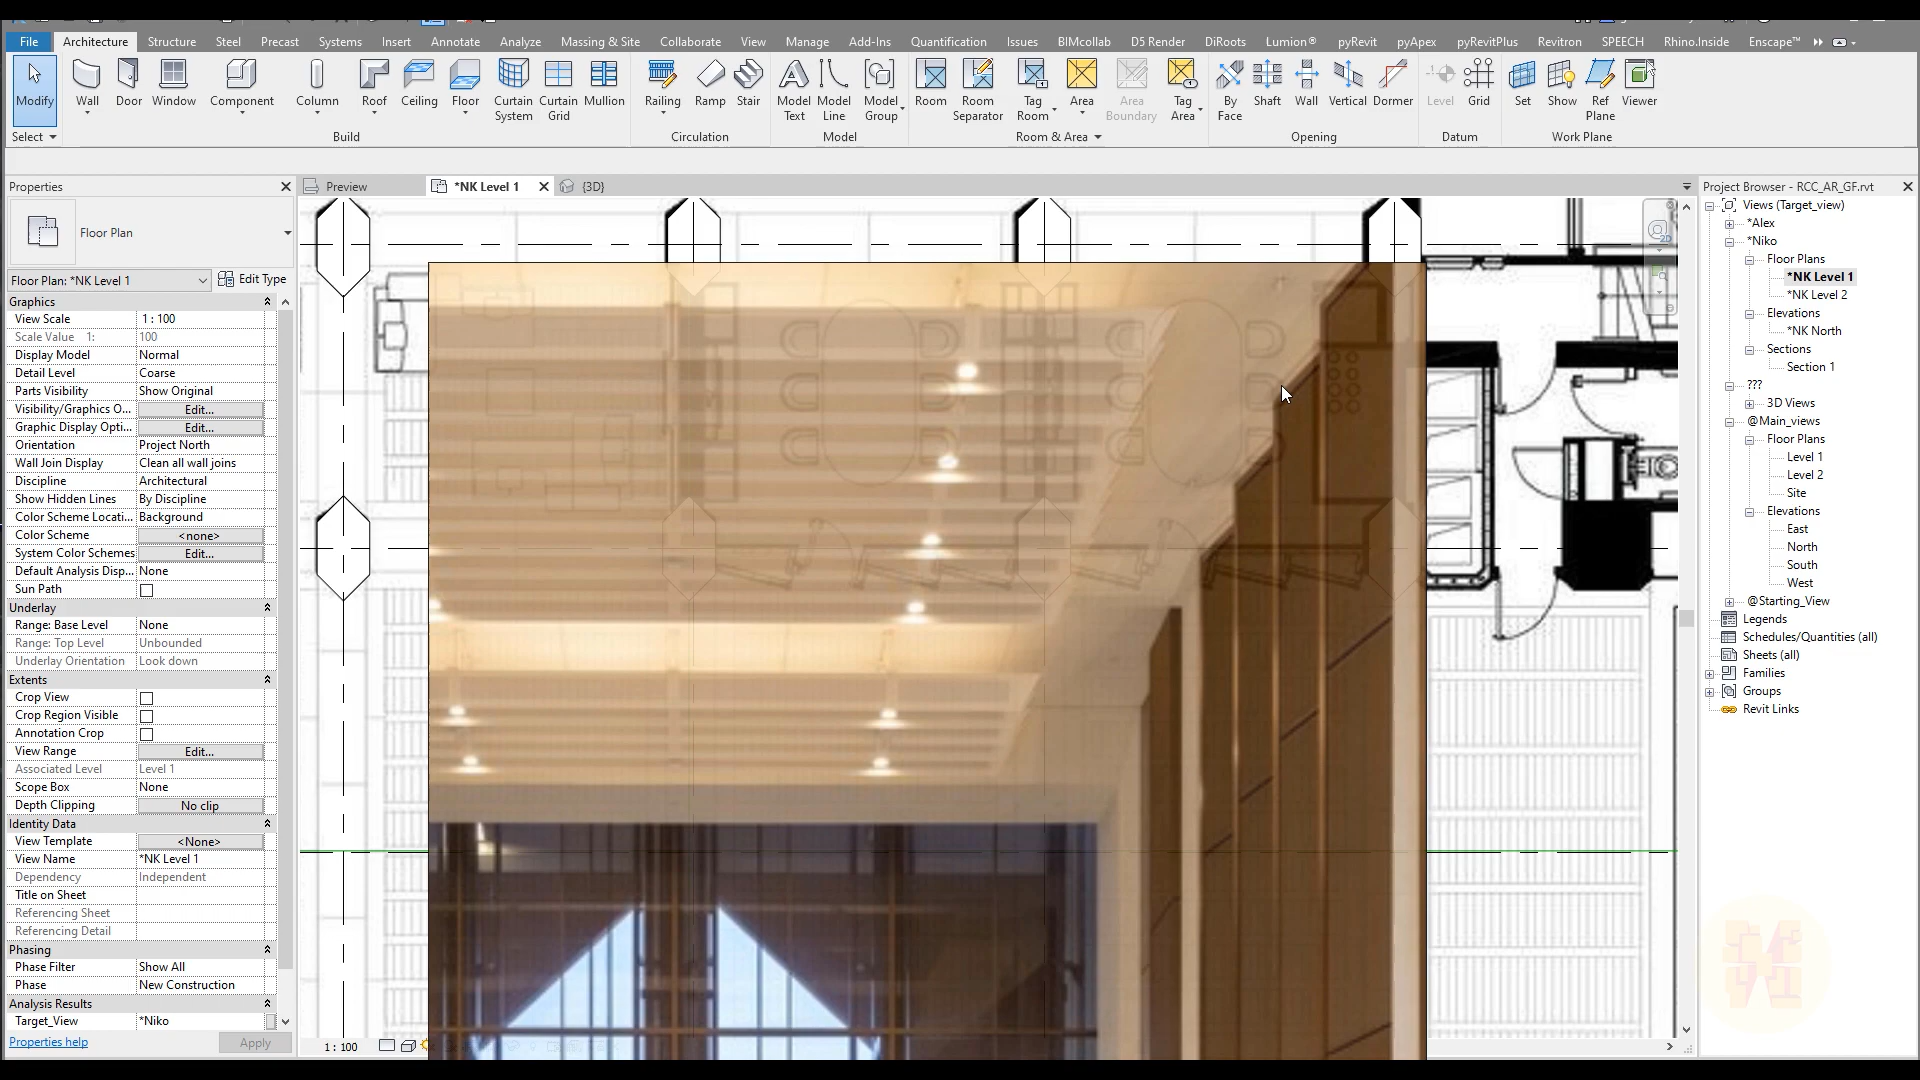 File Architecture Structure Steel Precast Systems Insert Annotate Analyze Massing & Site Collaborate View Manage Add-Ins Quantification Issues BIMcollab D5 Render DiRoots Lumion® pyRevit pyApex pyRevitPlus Revitron SPEECH Rhino.Inside Enscape™
Modify Wall Door Window Component Column Roof Ceiling Floor Curtain System Curtain Grid Mullion Railing Ramp Stair Model Text Model Line Model Group Room Room Separator Tag Room Area Area Boundary Tag Area By Face Shaft Wall Vertical Dormer Level Grid Set Show Ref Plane Viewer
Select Build Circulation Model Room & Area Opening Datum Work Plane
Properties
Preview *NK Level 1 {3D}
Floor Plan
Floor Plan: *NK Level 1 Edit Type
Graphics
View Scale 1 : 100
Scale Value 1: 100
Display Model Normal
Detail Level Coarse
Parts Visibility Show Original
Visibility/Graphics O... Edit...
Graphic Display Opti... Edit...
Orientation Project North
Wall Join Display Clean all wall joins
Discipline Architectural
Show Hidden Lines By Discipline
Color Scheme Locati... Background
Color Scheme <none>
System Color Schemes Edit...
Default Analysis Disp... None
Sun Path
Underlay
Range: Base Level None
Range: Top Level Unbounded
Underlay Orientation Look down
Extents
Crop View
Crop Region Visible
Annotation Crop
View Range Edit...
Associated Level Level 1
Scope Box None
Depth Clipping No clip
Identity Data
View Template <None>
View Name *NK Level 1
Dependency Independent
Title on Sheet
Referencing Sheet
Referencing Detail
Phasing
Phase Filter Show All
Phase New Construction
Analysis Results
Target_View *Niko
Properties help Apply
1 : 100
2D
Project Browser - RCC_AR_GF.rvt
Views (Target_view)
*Alex
*Niko
Floor Plans
*NK Level 1
*NK Level 2
Elevations
*NK North
Sections
Section 1
???
3D Views
@Main_views
Floor Plans
Level 1
Level 2
Site
Elevations
East
North
South
West
@Starting_View
Legends
Schedules/Quantities (all)
Sheets (all)
Families
Groups
Revit Links